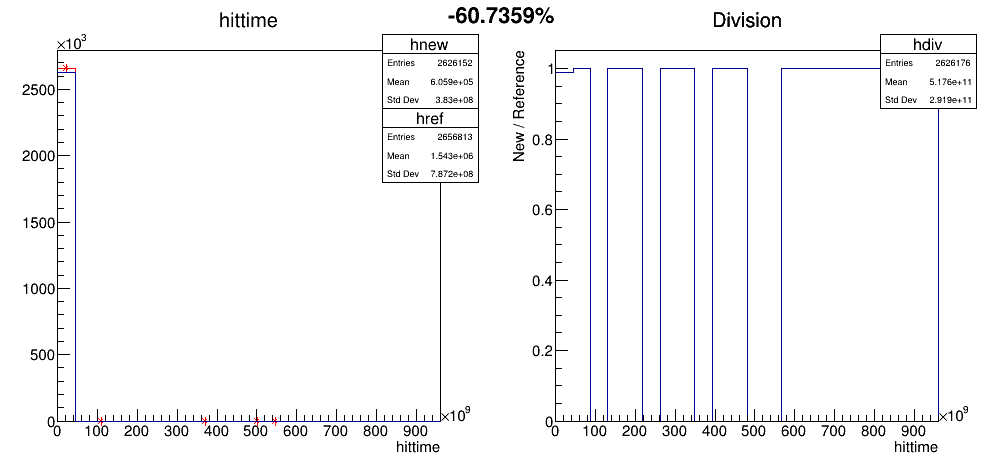 -60.7359%
hittime
×10³
hnew
Entries 2626152
Mean 6.059e+05
Std Dev 3.83e+08
href
Entries 2656813
Mean 1.543e+06
Std Dev 7.872e+08
2500
2000
1500
1000
500
0
0 100 200 300 400 500 600 700 800 900
×10⁹
hittime
Division
hdiv
Entries 2626176
Mean 5.176e+11
Std Dev 2.919e+11
New / Reference
1
0.8
0.6
0.4
0.2
0
0 100 200 300 400 500 600 700 800 900
×10⁹
hittime